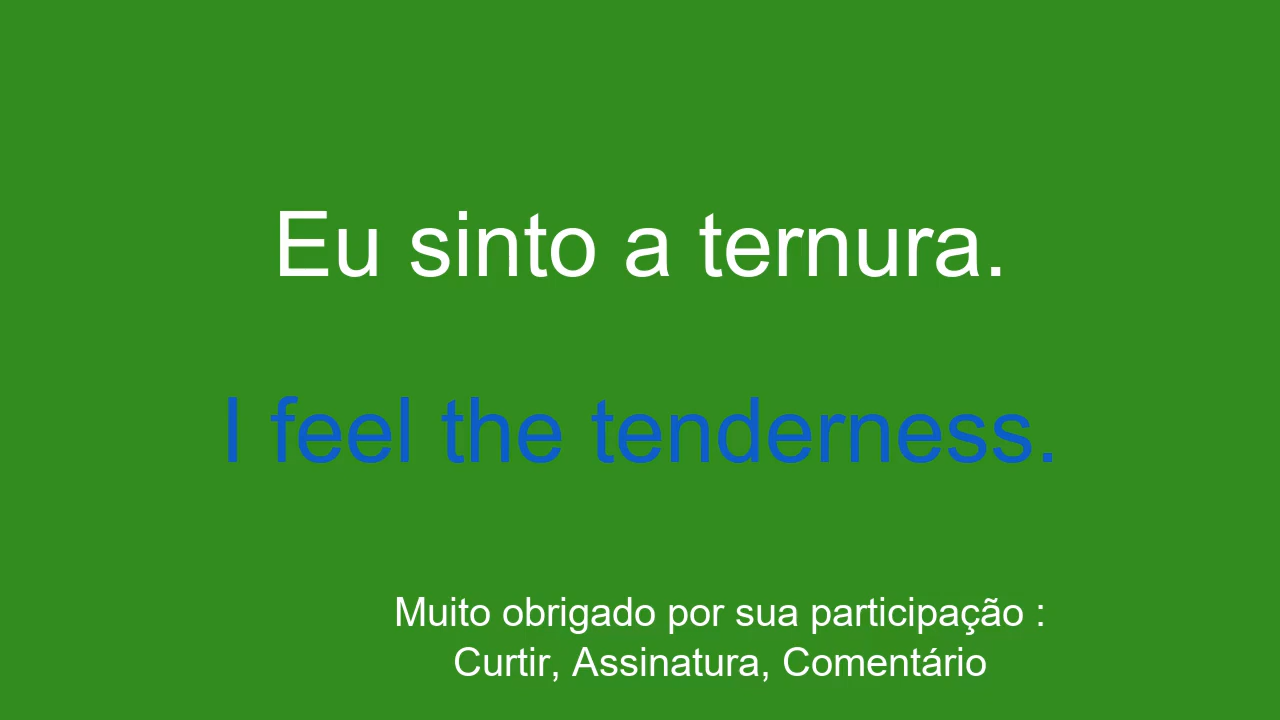 Eu sinto a ternura.
I feel the tenderness.
Muito obrigado por sua participação :
Curtir, Assinatura, Comentário